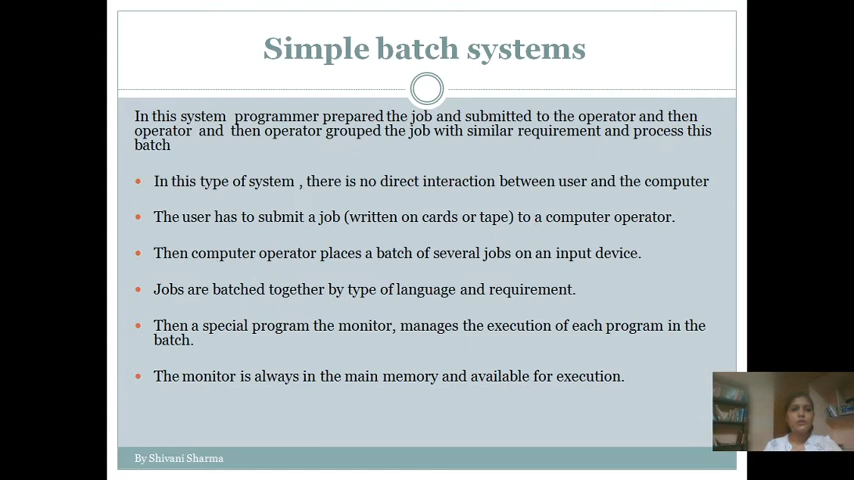 Simple batch systems
In this system programmer prepared the job and submitted to the operator and then
operator and then operator grouped the job with similar requirement and process this
batch
In this type of system , there is no direct interaction between user and the computer
The user has to submit a job (written on cards or tape) to a computer operator.
Then computer operator places a batch of several jobs on an input device.
Jobs are batched together by type of language and requirement.
Then a special program the monitor, manages the execution of each program in the
batch.
The monitor is always in the main memory and available for execution.
By Shivani Sharma